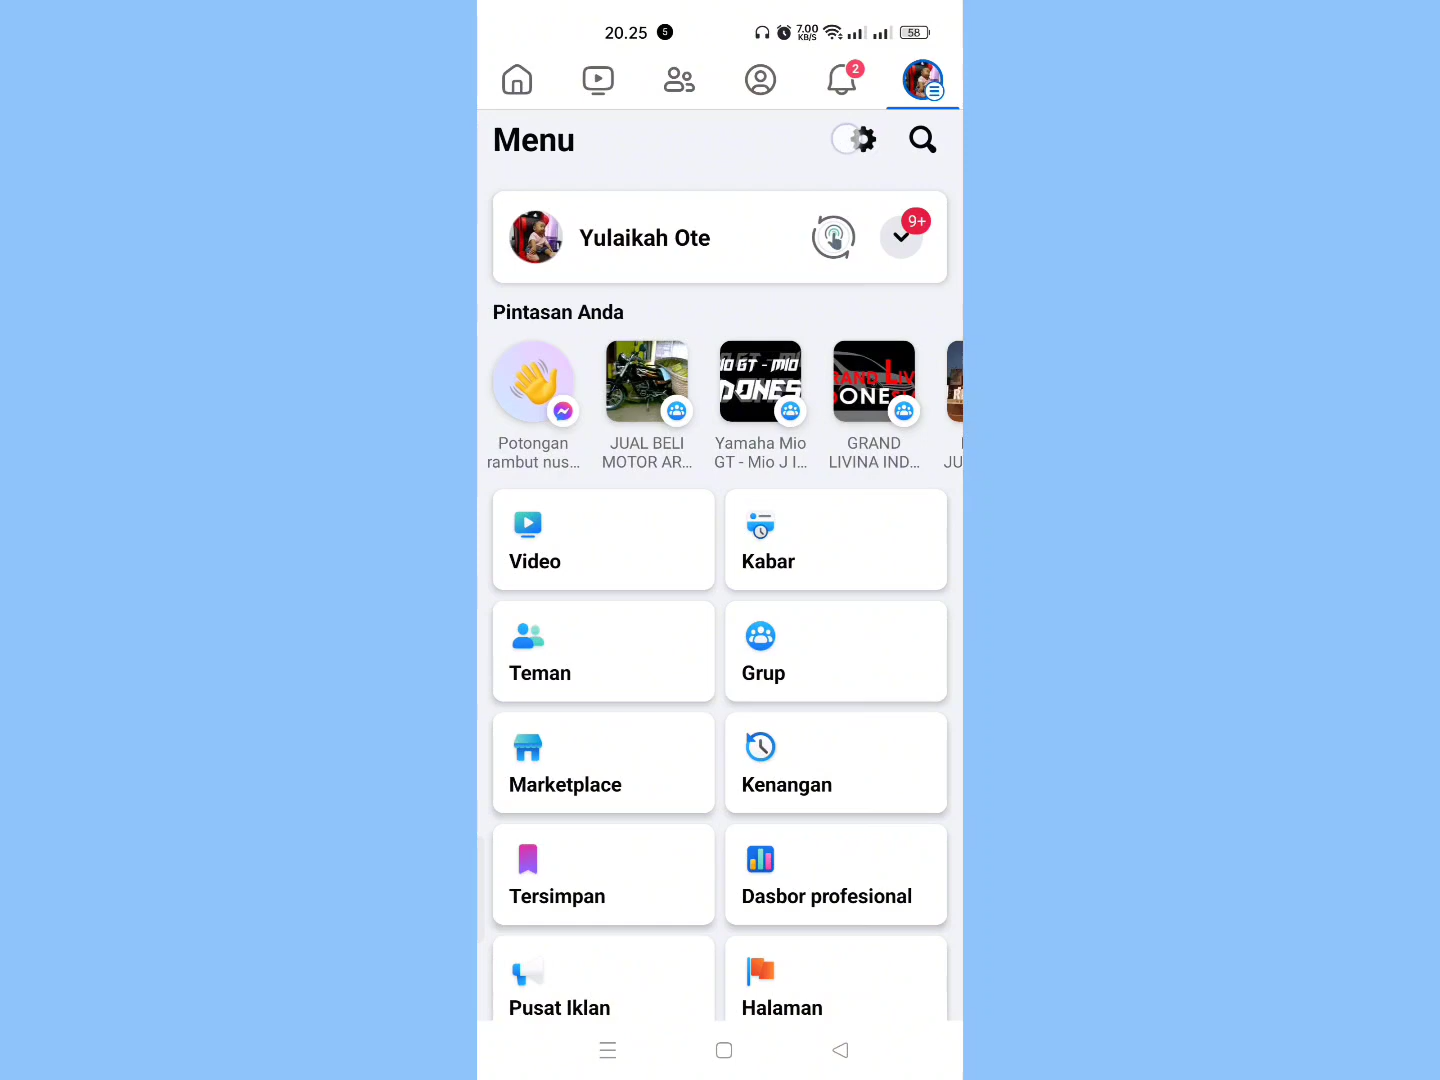 20.25 5 7.00 KB/S 58
2
Menu
Yulaikah Ote 9+
Pintasan Anda
Potongan rambut nus...
JUAL BELI MOTOR AR...
Yamaha Mio GT - Mio J I...
GRAND LIVINA IND...
JU
Video
Kabar
Teman
Grup
Marketplace
Kenangan
Tersimpan
Dasbor profesional
Pusat Iklan
Halaman